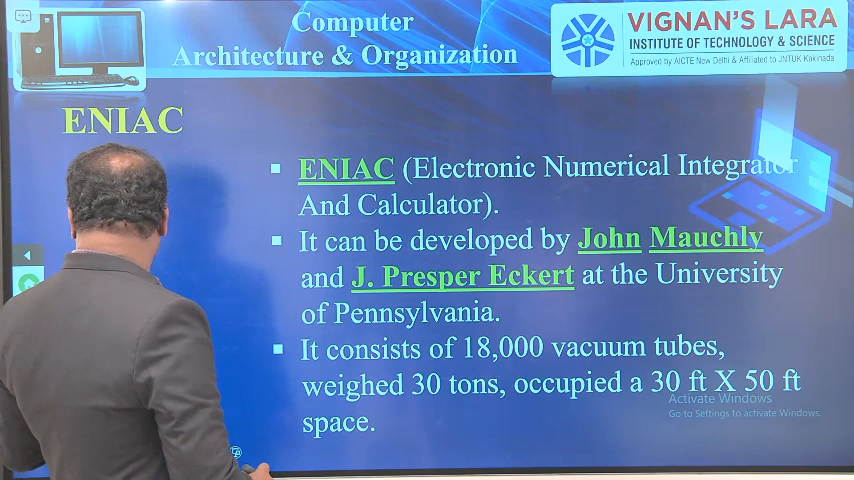 Computer
Architecture & Organization
VIGNAN'S LARA
INSTITUTE OF TECHNOLOGY & SCIENCE
Approved by AICTE New Delhi & Affiliated to JNTUK Kakinada
ENIAC
▪ ENIAC (Electronic Numerical Integrator
And Calculator).
▪ It can be developed by John Mauchly
and J. Presper Eckert at the University
of Pennsylvania.
▪ It consists of 18,000 vacuum tubes,
weighed 30 tons, occupied a 30 ft X 50 ft
space.
Activate Windows
Go to Settings to activate Windows.